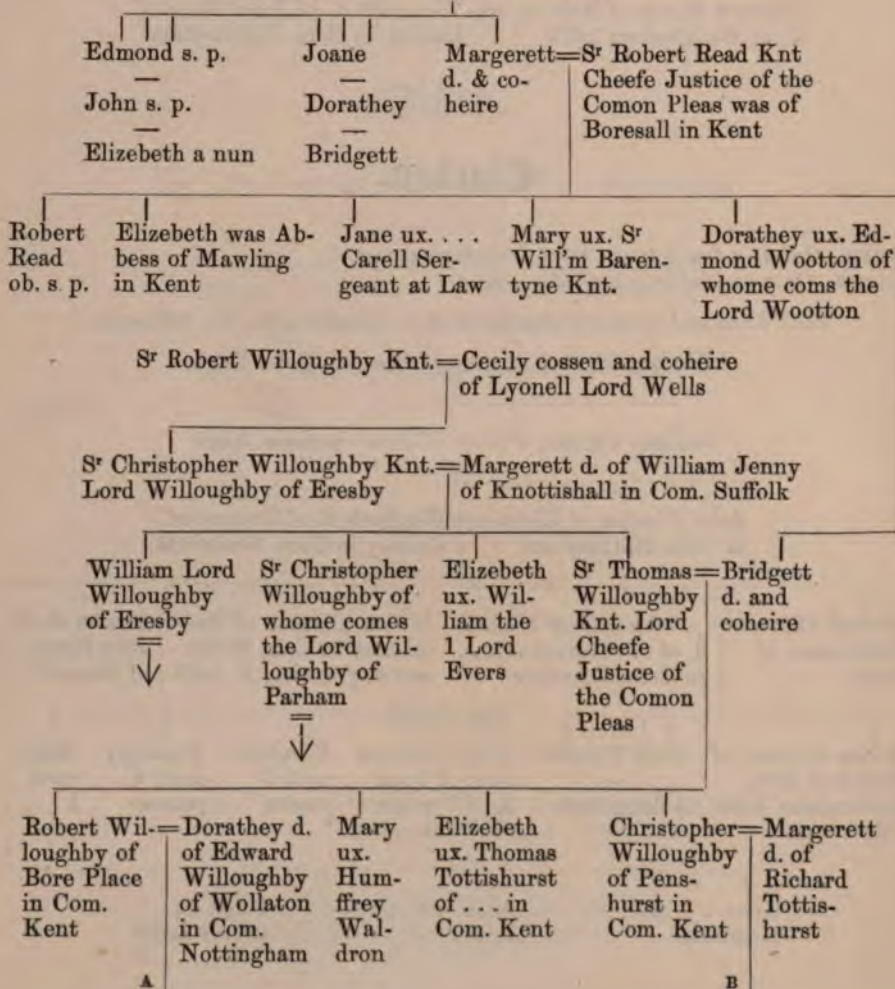 Edmond s. p.
—
John s. p.
—
Elizebeth a nun
Joane
—
Dorathey
—
Bridgett
Margerett=Sʳ Robert Read Knt
d. & co-
heire
Cheefe Justice of the
Comon Pleas was of
Boresall in Kent
Robert
Read
ob. s. p.
Elizebeth was Ab-
bess of Mawling
in Kent
Jane ux. . . .
Carell Ser-
geant at Law
Mary ux. Sʳ
Will'm Baren-
tyne Knt.
Dorathey ux. Ed-
mond Wootton of
whome coms the
Lord Wootton
Sʳ Robert Willoughby Knt.=Cecily cossen and coheire
of Lyonell Lord Wells
Sʳ Christopher Willoughby Knt.=Margerett d. of William Jenny
Lord Willoughby of Eresby
of Knottishall in Com. Suffolk
William Lord
Willoughby
of Eresby
Sʳ Christopher
Willoughby of
whome comes
the Lord Wil-
loughby of
Parham
Elizebeth
ux. Wil-
liam the
1 Lord
Evers
Sʳ Thomas=Bridgett
Willoughby
Knt. Lord
Cheefe
Justice of
the Comon
Pleas
d. and
coheire
Robert Wil-=Dorathey d.
loughby of
Bore Place
in Com.
Kent
of Edward
Willoughby
of Wollaton
in Com.
Nottingham
Mary
ux.
Hum-
ffrey
Wal-
dron
Elizebeth
ux. Thomas
Tottishurst
of . . . in
Com. Kent
Christopher=Margerett
Willoughby
of Pens-
hurst in
Com. Kent
d. of
Richard
Tottis-
hurst
A
B